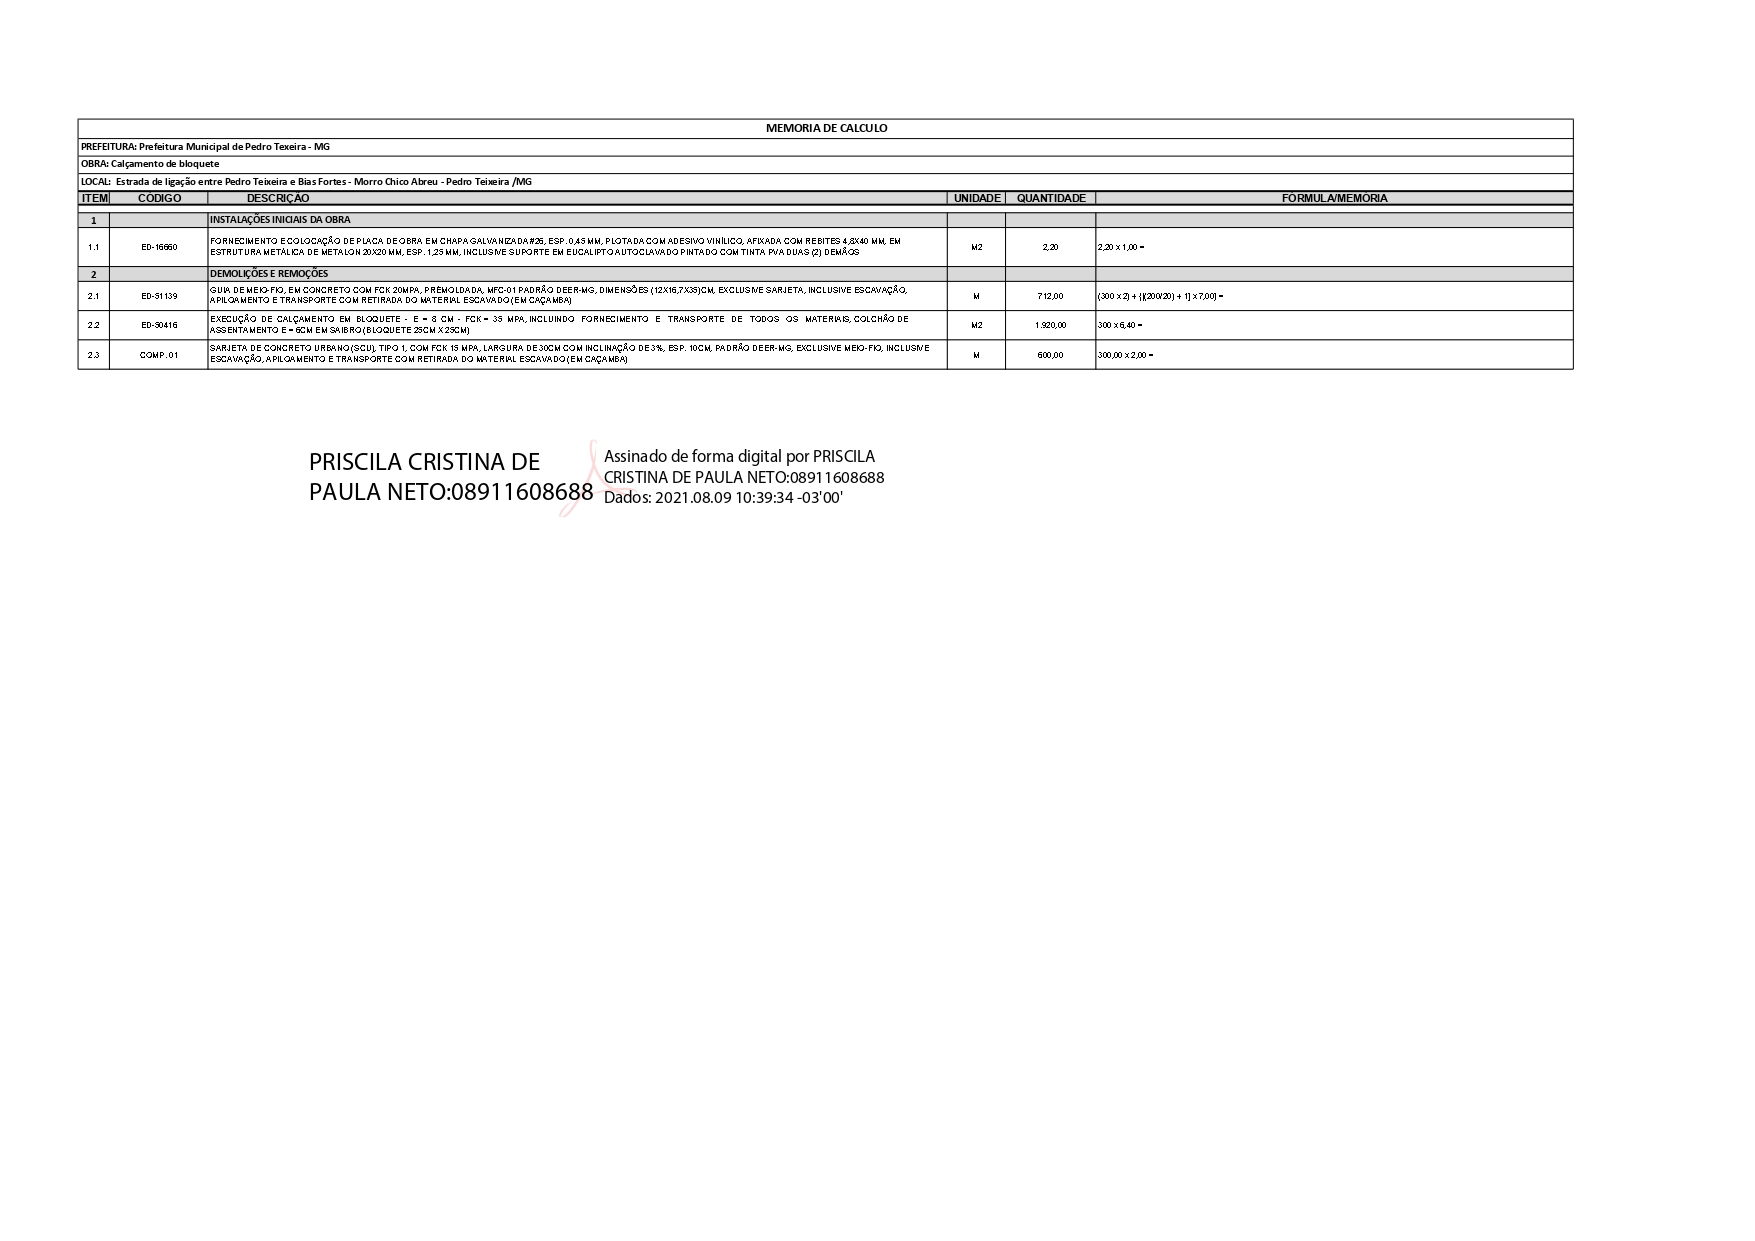 MEMORIA DE CALCULO
PREFEITURA: Prefeitura Municipal de Pedro Texeira - MG
OBRA: Calçamento de bloquete
LOCAL: Estrada de ligação entre Pedro Teixeira e Bias Fortes - Morro Chico Abreu - Pedro Teixeira /MG
ITEM CÓDIGO DESCRIÇÃO UNIDADE QUANTIDADE FÓRMULA/MEMÓRIA
1 INSTALAÇÕES INICIAIS DA OBRA
1.1 ED-16660 FORNECIMENTO E COLOCAÇÃO DE PLACA DE OBRA EM CHAPA GALVANIZADA #26, ESP. 0,45 MM, PLOTADA COM ADESIVO VINÍLICO, AFIXADA COM REBITES 4,8X40 MM, EM
ESTRUTURA METÁLICA DE METALON 20X20 MM, ESP. 1,25 MM, INCLUSIVE SUPORTE EM EUCALIPTO AUTOCLAVADO PINTADO COM TINTA PVA DUAS (2) DEMÃOS M2 2,20 2,20 x 1,00 =
2 DEMOLIÇÕES E REMOÇÕES
2.1 ED-51139 GUIA DE MEIO-FIO, EM CONCRETO COM FCK 20MPA, PRÉMOLDADA, MFC-01 PADRÃO DEER-MG, DIMENSÕES (12X16,7X35)CM, EXCLUSIVE SARJETA, INCLUSIVE ESCAVAÇÃO,
APILOAMENTO E TRANSPORTE COM RETIRADA DO MATERIAL ESCAVADO (EM CAÇAMBA) M 712,00 (300 x 2) + {[(200/20) + 1] x 7,00] =
2.2 ED-50416 EXECUÇÃO DE CALÇAMENTO EM BLOQUETE - E = 8 CM - FCK = 35 MPA, INCLUINDO FORNECIMENTO E TRANSPORTE DE TODOS OS MATERIAIS, COLCHÃO DE
ASSENTAMENTO E = 6CM EM SAIBRO (BLOQUETE 25CM X 25CM) M2 1.920,00 300 x 6,40 =
2.3 COMP. 01 SARJETA DE CONCRETO URBANO (SCU), TIPO 1, COM FCK 15 MPA, LARGURA DE 30CM COM INCLINAÇÃO DE 3%, ESP. 10CM, PADRÃO DEER-MG, EXCLUSIVE MEIO-FIO, INCLUSIVE
ESCAVAÇÃO, APILOAMENTO E TRANSPORTE COM RETIRADA DO MATERIAL ESCAVADO (EM CAÇAMBA) M 600,00 300,00 x 2,00 =
PRISCILA CRISTINA DE
PAULA NETO:08911608688
Assinado de forma digital por PRISCILA
CRISTINA DE PAULA NETO:08911608688
Dados: 2021.08.09 10:39:34 -03'00'